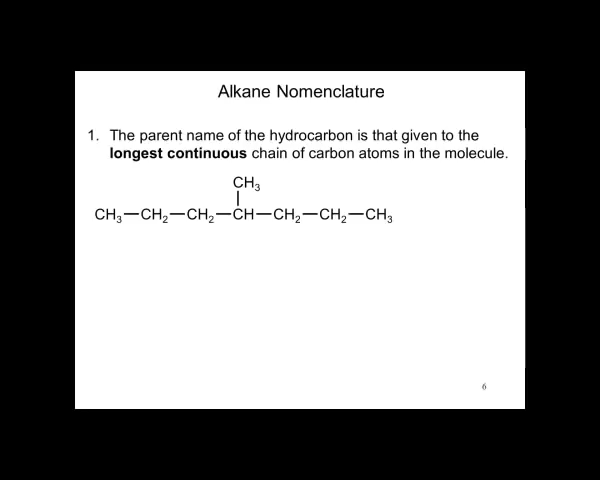 Alkane Nomenclature
1. The parent name of the hydrocarbon is that given to the
longest continuous chain of carbon atoms in the molecule.
CH₃
CH₃—CH₂—CH₂—CH—CH₂—CH₂—CH₃
6